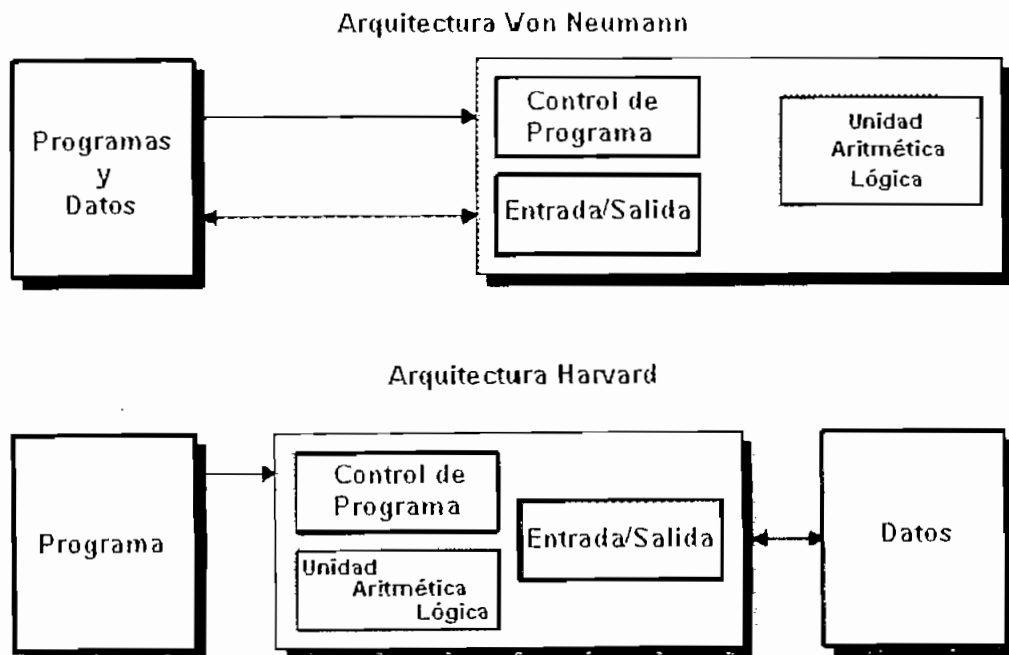 Arquitectura Von Neumann
Programas
y
Datos
Control de
Programa
Entrada/Salida
Unidad
Aritmética
Lógica
Arquitectura Harvard
Programa
Control de
Programa
Unidad
Aritmética
Lógica
Entrada/Salida
Datos